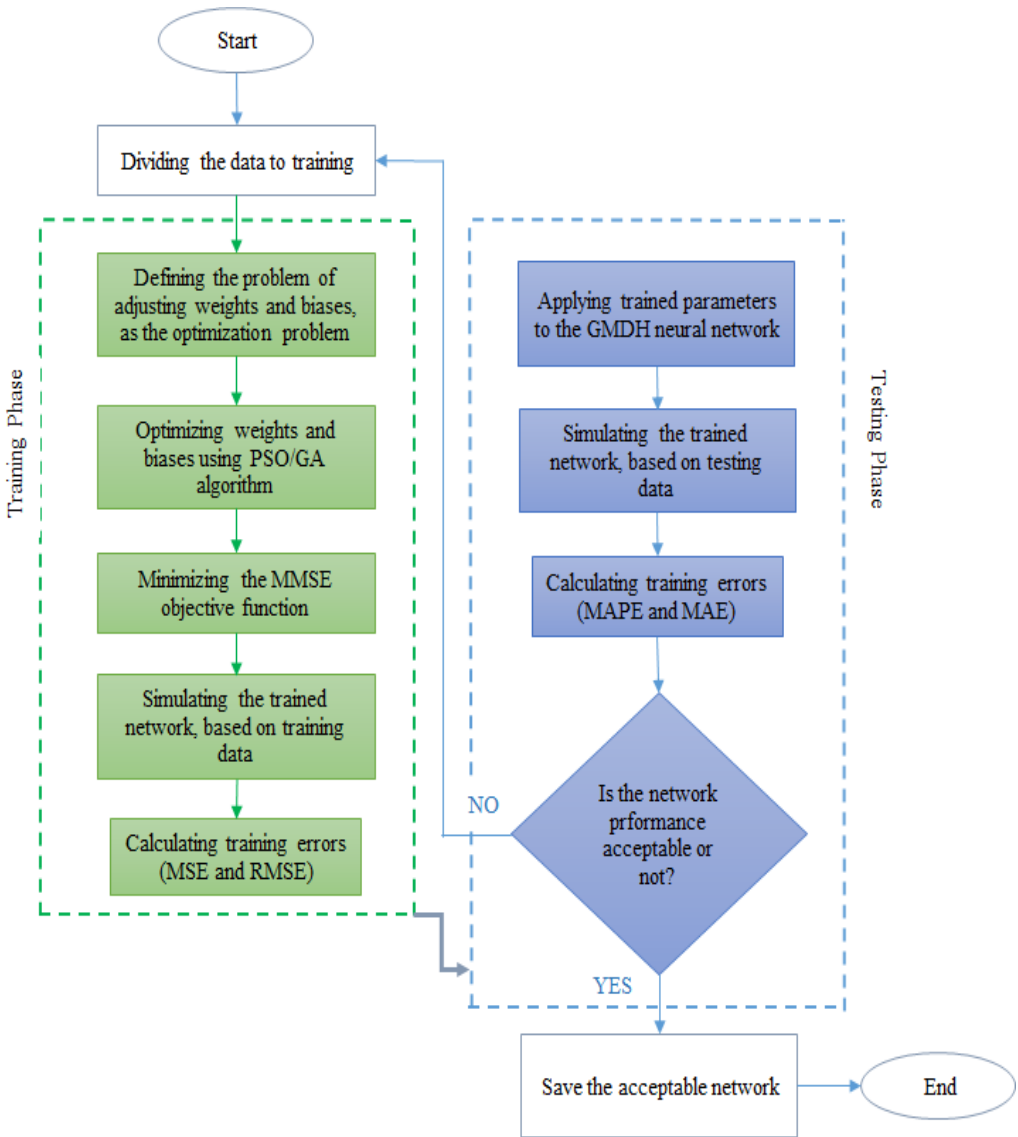 Start
Dividing the data to training
Training Phase
Defining the problem of
adjusting weights and biases,
as the optimization problem
Optimizing weights and
biases using PSO/GA
algorithm
Minimizing the MMSE
objective function
Simulating the trained
network, based on training
data
Calculating training errors
(MSE and RMSE)
Applying trained parameters
to the GMDH neural network
Simulating the trained
network, based on testing
data
Calculating training errors
(MAPE and MAE)
Is the network
prformance
acceptable or
not?
NO
YES
Testing Phase
Save the acceptable network
End